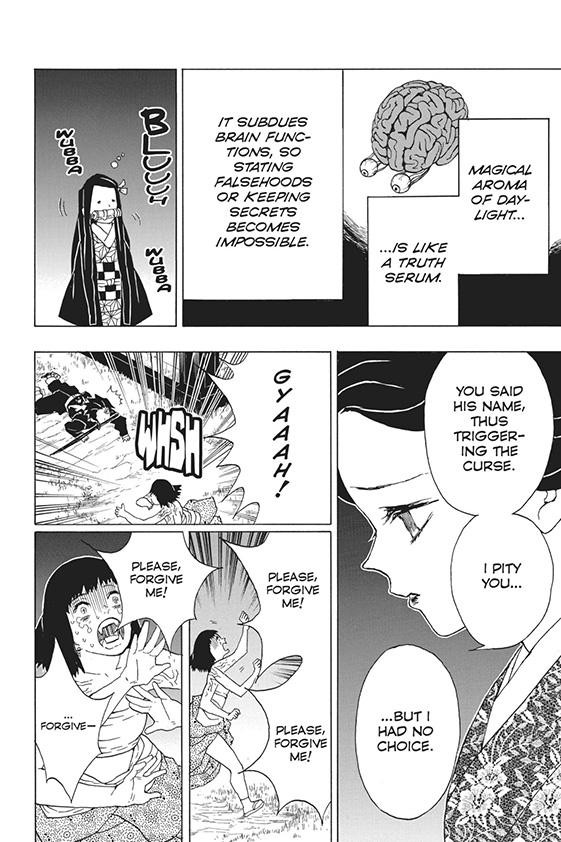 MAGICAL
AROMA
OF DAY-
LIGHT...
...IS LIKE
A TRUTH
SERUM.
IT SUBDUES
BRAIN FUNC-
TIONS, SO
STATING
FALSEHOODS
OR KEEPING
SECRETS
BECOMES
IMPOSSIBLE.
BLUCH
WUBBA
WUBBA
YOU SAID
HIS NAME,
THUS
TRIGGER-
ING THE
CURSE.
I PITY
YOU...
...BUT I
HAD NO
CHOICE.
GYAAAH!
WHSH
PLEASE,
FORGIVE
ME!
PLEASE,
FORGIVE
ME!
PLEASE,
FORGIVE
ME!
...
FORGIVE—